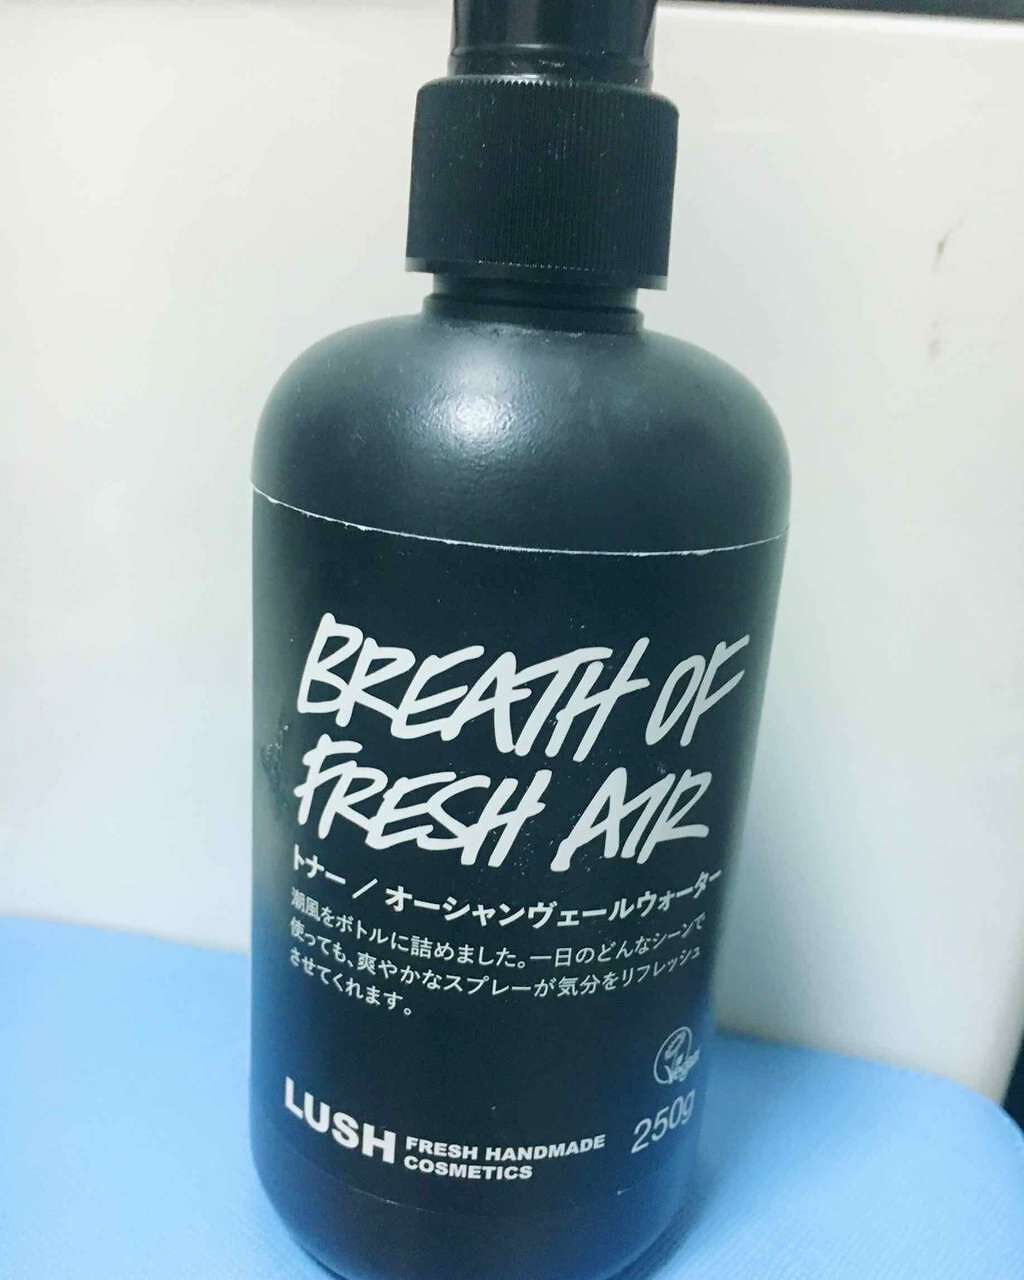 BREATH OF
FRESH AIR
トナー／オーシャンヴェールウォーター
潮風をボトルに詰めました。一日のどんなシーンで
使っても、爽やかなスプレーが気分をリフレッシュ
させてくれます。
Vegan
250g
LUSH FRESH HANDMADE
COSMETICS